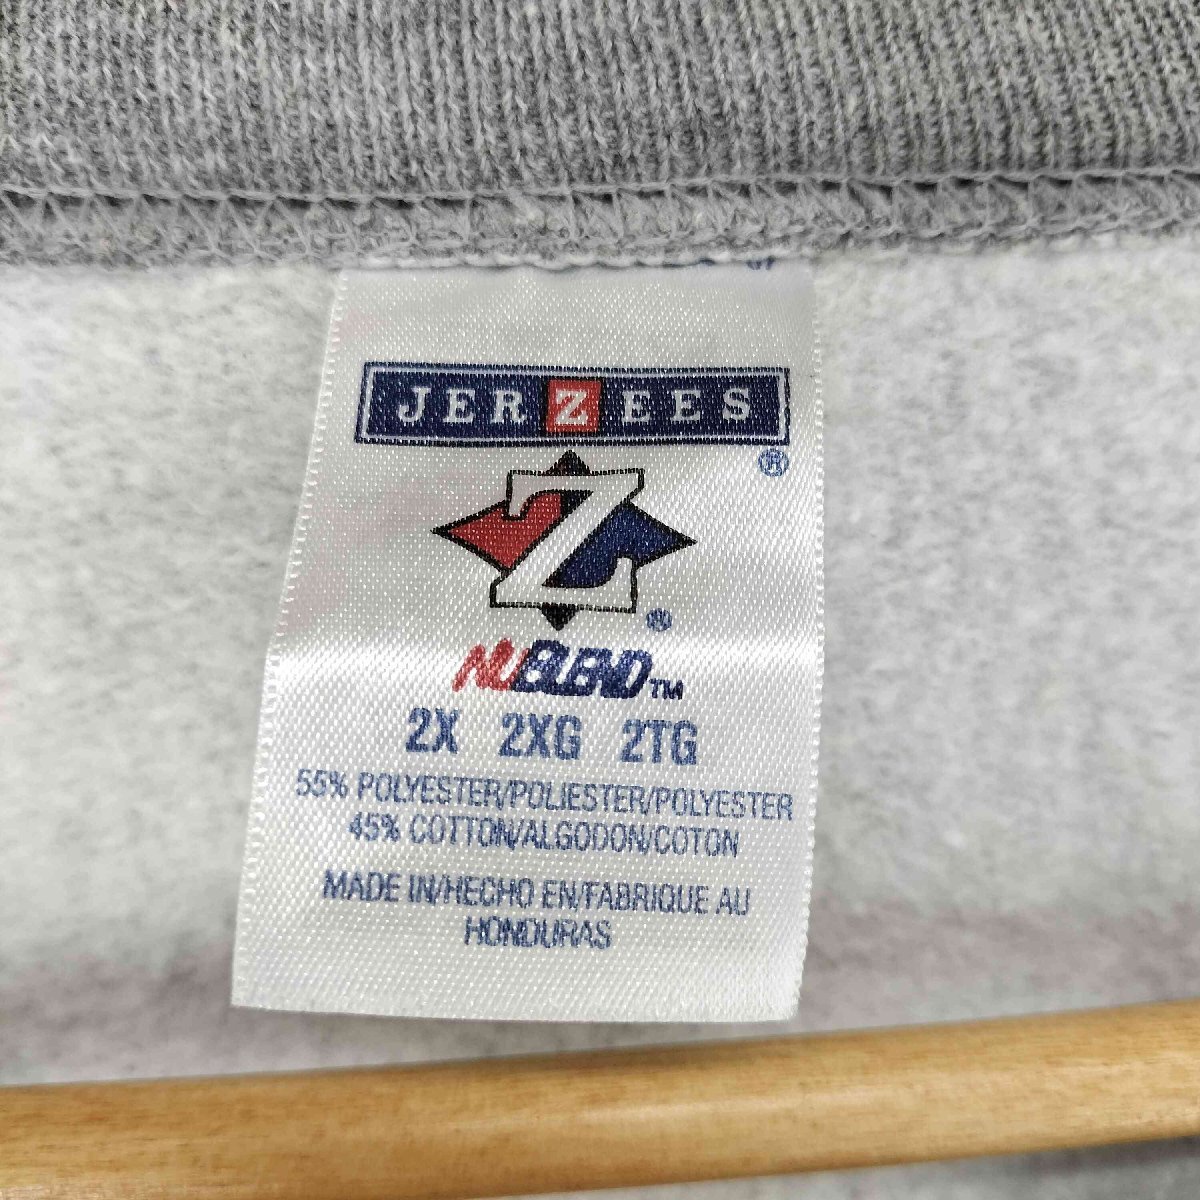 JERZEES
®
Z
®
NUBLEND™
2X 2XG 2TG
55% POLYESTER/POLIESTER/POLYESTER
45% COTTON/ALGODON/COTON
MADE IN/HECHO EN/FABRIQUE AU
HONDURAS